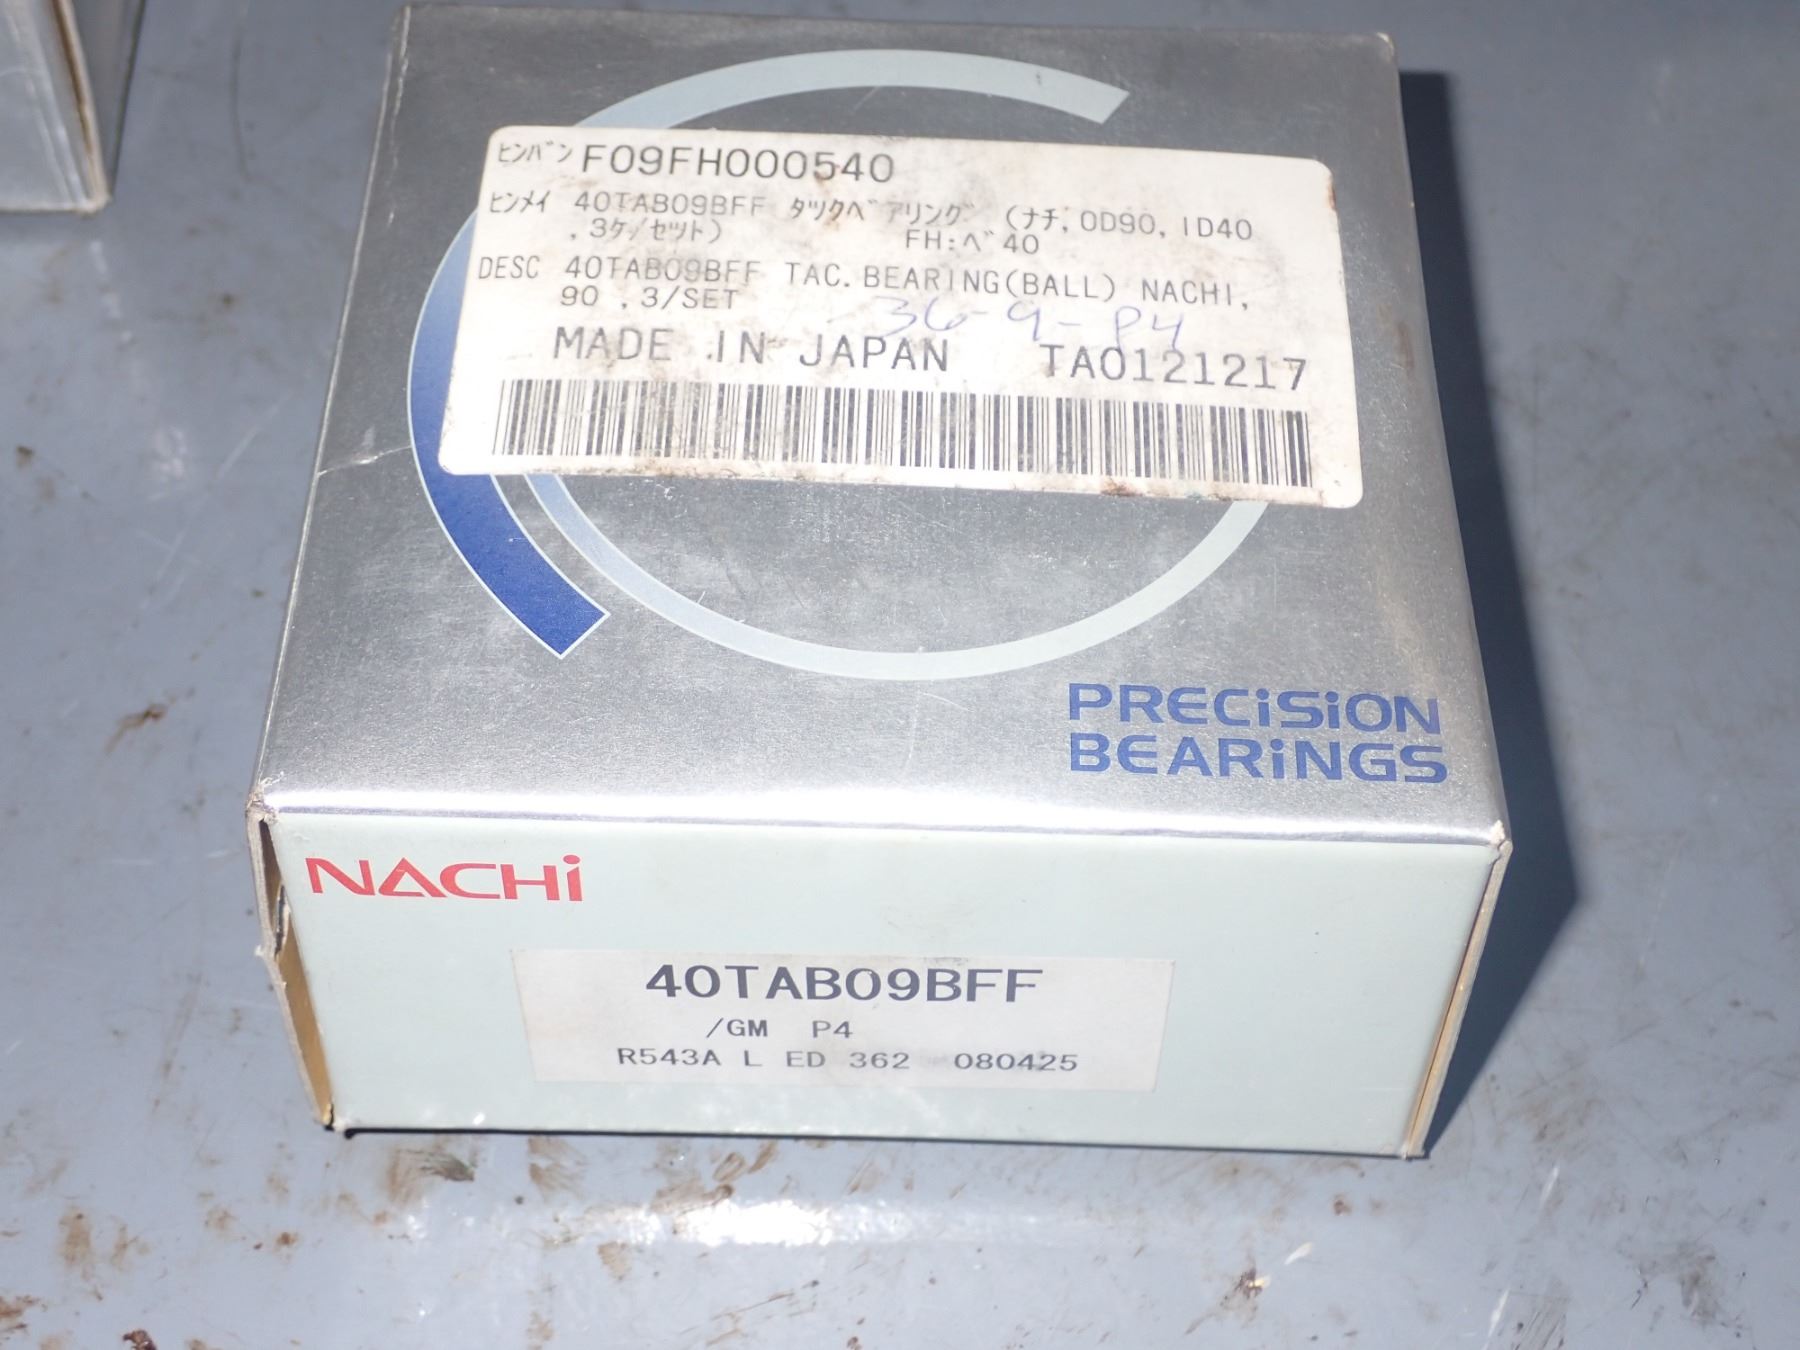 ヒンバン F09FH000540
ヒンメイ 40TAB09BFF タックベアリング (ナチ, OD90, ID40
, 3ケ/セット) FH:ベ40
DESC 40TAB09BFF TAC. BEARING(BALL) NACHI,
90 , 3/SET
36-9-84
MADE IN JAPAN TA0121217
PRECiSiON
BEARiNGS
NACHi
40TAB09BFF
/GM P4
R543A L ED 362 080425